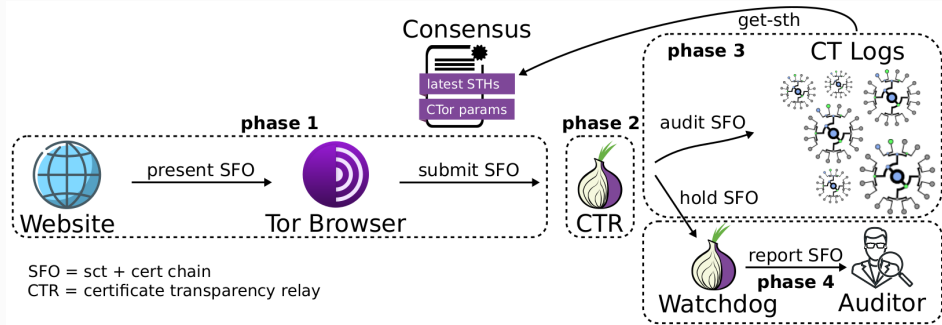 get-sth
Consensus
phase 3
CT Logs
latest STHs
CTor params
phase 1
phase 2
audit SFO
present SFO
submit SFO
hold SFO
Website
Tor Browser
CTR
report SFO
phase 4
Watchdog
Auditor
SFO = sct + cert chain
CTR = certificate transparency relay